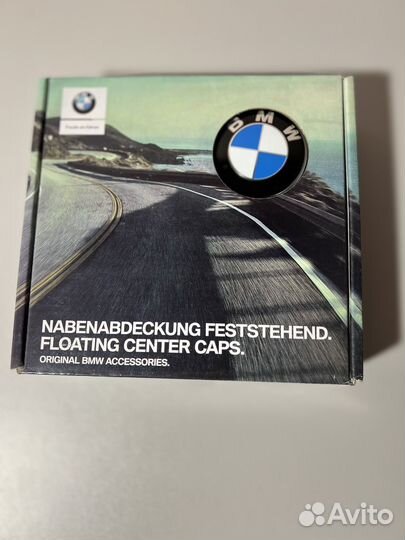 BMW
Freude am Fahren
BMW
NABENABDECKUNG FESTSTEHEND.
FLOATING CENTER CAPS.
ORIGINAL BMW ACCESSORIES.
Avito